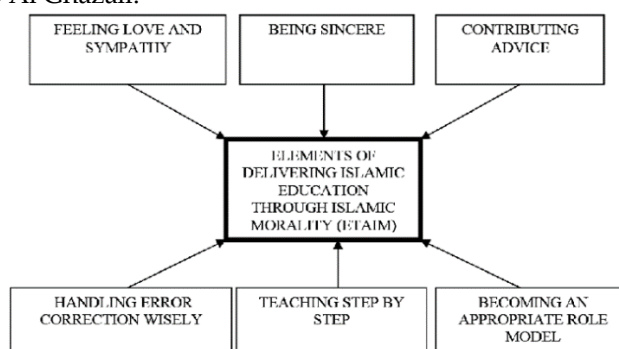 Al Ghazali.
FEELING LOVE AND
SYMPATHY
BEING SINCERE
CONTRIBUTING
ADVICE
ELEMENTS OF
DELIVERING ISLAMIC
EDUCATION
THROUGH ISLAMIC
MORALITY (ETAIM)
HANDLING ERROR
CORRECTION WISELY
TEACHING STEP BY
STEP
BECOMING AN
APPROPRIATE ROLE
MODEL